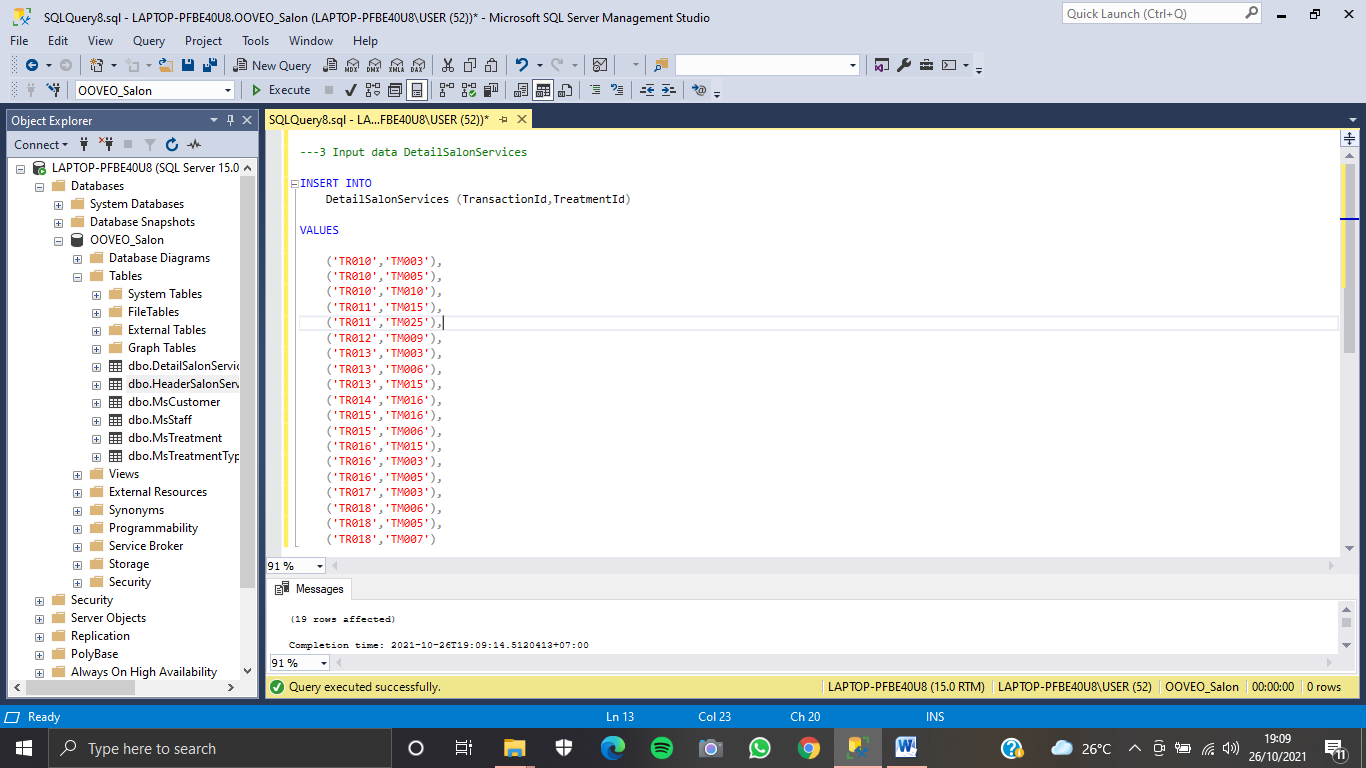 SQLQuery8.sql - LAPTOP-PFBE40U8.OOVEO_Salon (LAPTOP-PFBE40U8\USER (52))* - Microsoft SQL Server Management Studio
Quick Launch (Ctrl+Q)
File Edit View Query Project Tools Window Help
New Query
MDX DMX XMLA DAX
OOVEO_Salon
Execute
Object Explorer
SQLQuery8.sql - LA...FBE40U8\USER (52))*
Connect
LAPTOP-PFBE40U8 (SQL Server 15.0
Databases
System Databases
Database Snapshots
OOVEO_Salon
Database Diagrams
Tables
System Tables
FileTables
External Tables
Graph Tables
dbo.DetailSalonServic
dbo.HeaderSalonServ
dbo.MsCustomer
dbo.MsStaff
dbo.MsTreatment
dbo.MsTreatmentTyp
Views
External Resources
Synonyms
Programmability
Service Broker
Storage
Security
Security
Server Objects
Replication
PolyBase
Always On High Availability
---3 Input data DetailSalonServices
INSERT INTO
DetailSalonServices (TransactionId,TreatmentId)
VALUES
('TR010','TM003'),
('TR010','TM005'),
('TR010','TM010'),
('TR011','TM015'),
('TR011','TM025'),
('TR012','TM009'),
('TR013','TM003'),
('TR013','TM006'),
('TR013','TM015'),
('TR014','TM016'),
('TR015','TM016'),
('TR015','TM006'),
('TR016','TM015'),
('TR016','TM003'),
('TR016','TM005'),
('TR017','TM003'),
('TR018','TM006'),
('TR018','TM005'),
('TR018','TM007')
91 %
Messages
(19 rows affected)
Completion time: 2021-10-26T19:09:14.5120413+07:00
91 %
Query executed successfully.
LAPTOP-PFBE40U8 (15.0 RTM) LAPTOP-PFBE40U8\USER (52) OOVEO_Salon 00:00:00 0 rows
Ready Ln 13 Col 23 Ch 20 INS
Type here to search
26°C
19:09
26/10/2021
11